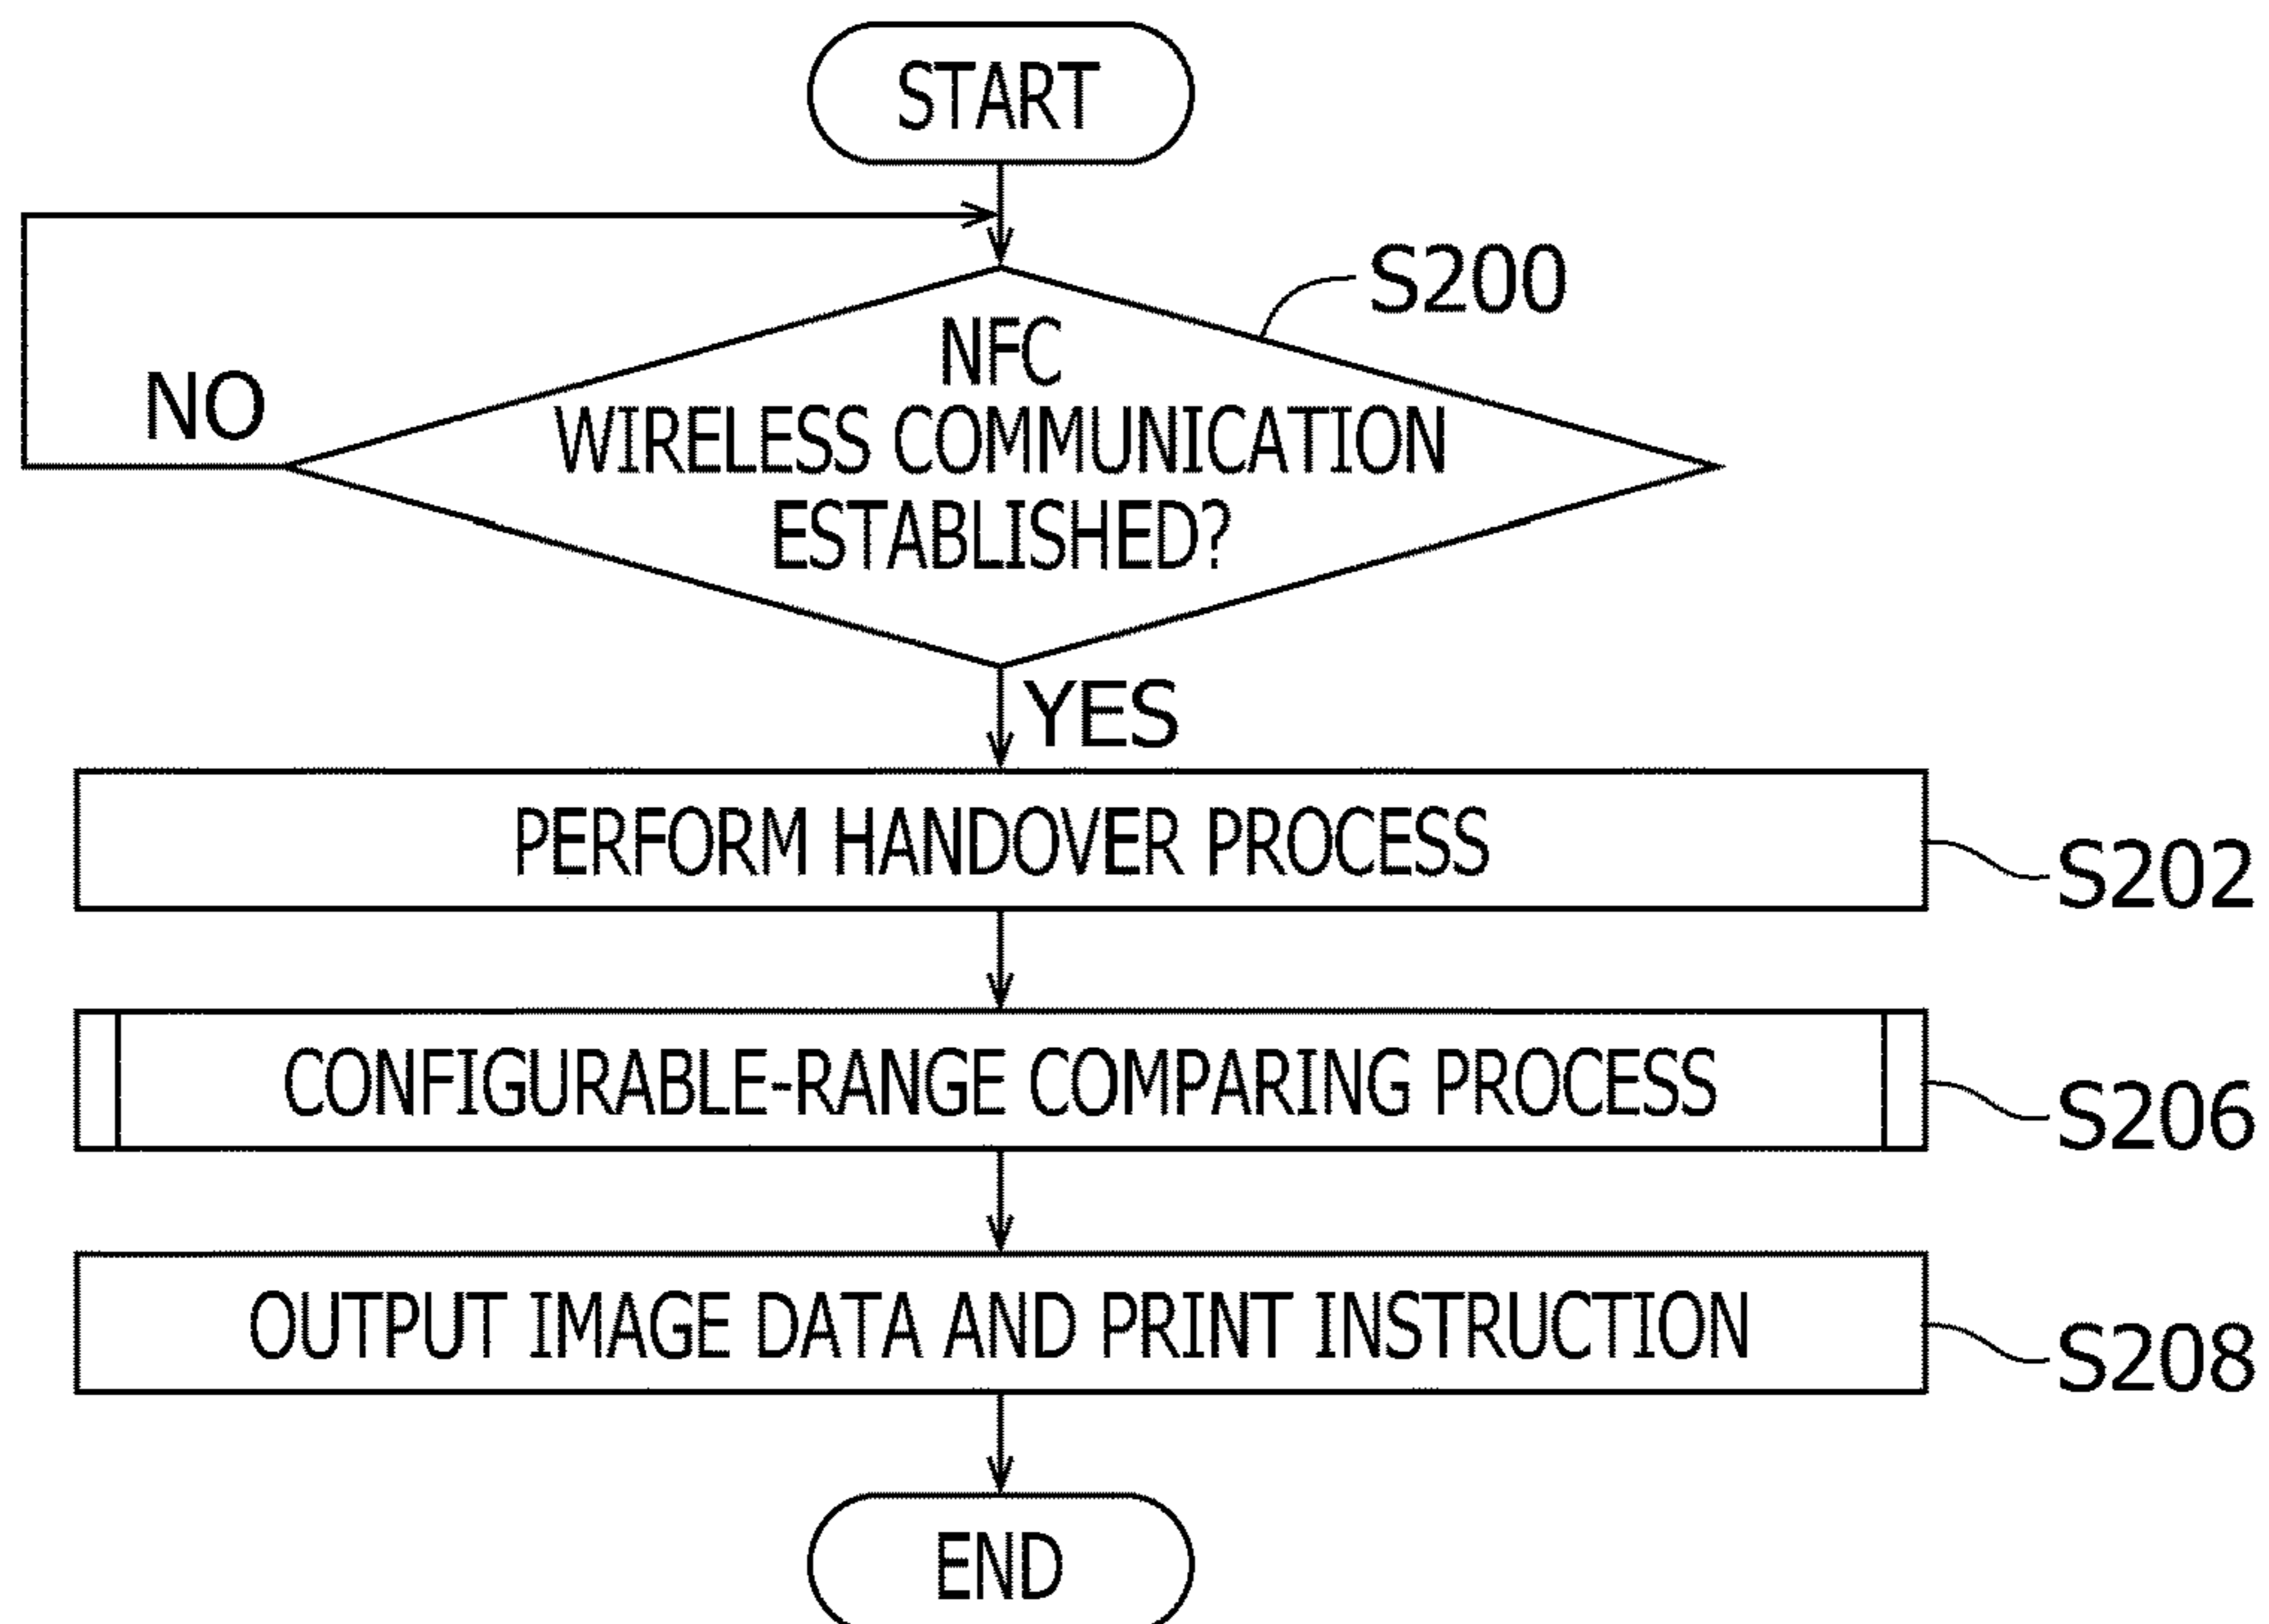 START
S200
NFC
WIRELESS COMMUNICATION
ESTABLISHED?
NO
YES
PERFORM HANDOVER PROCESS
S202
CONFIGURABLE-RANGE COMPARING PROCESS
S206
OUTPUT IMAGE DATA AND PRINT INSTRUCTION
S208
END